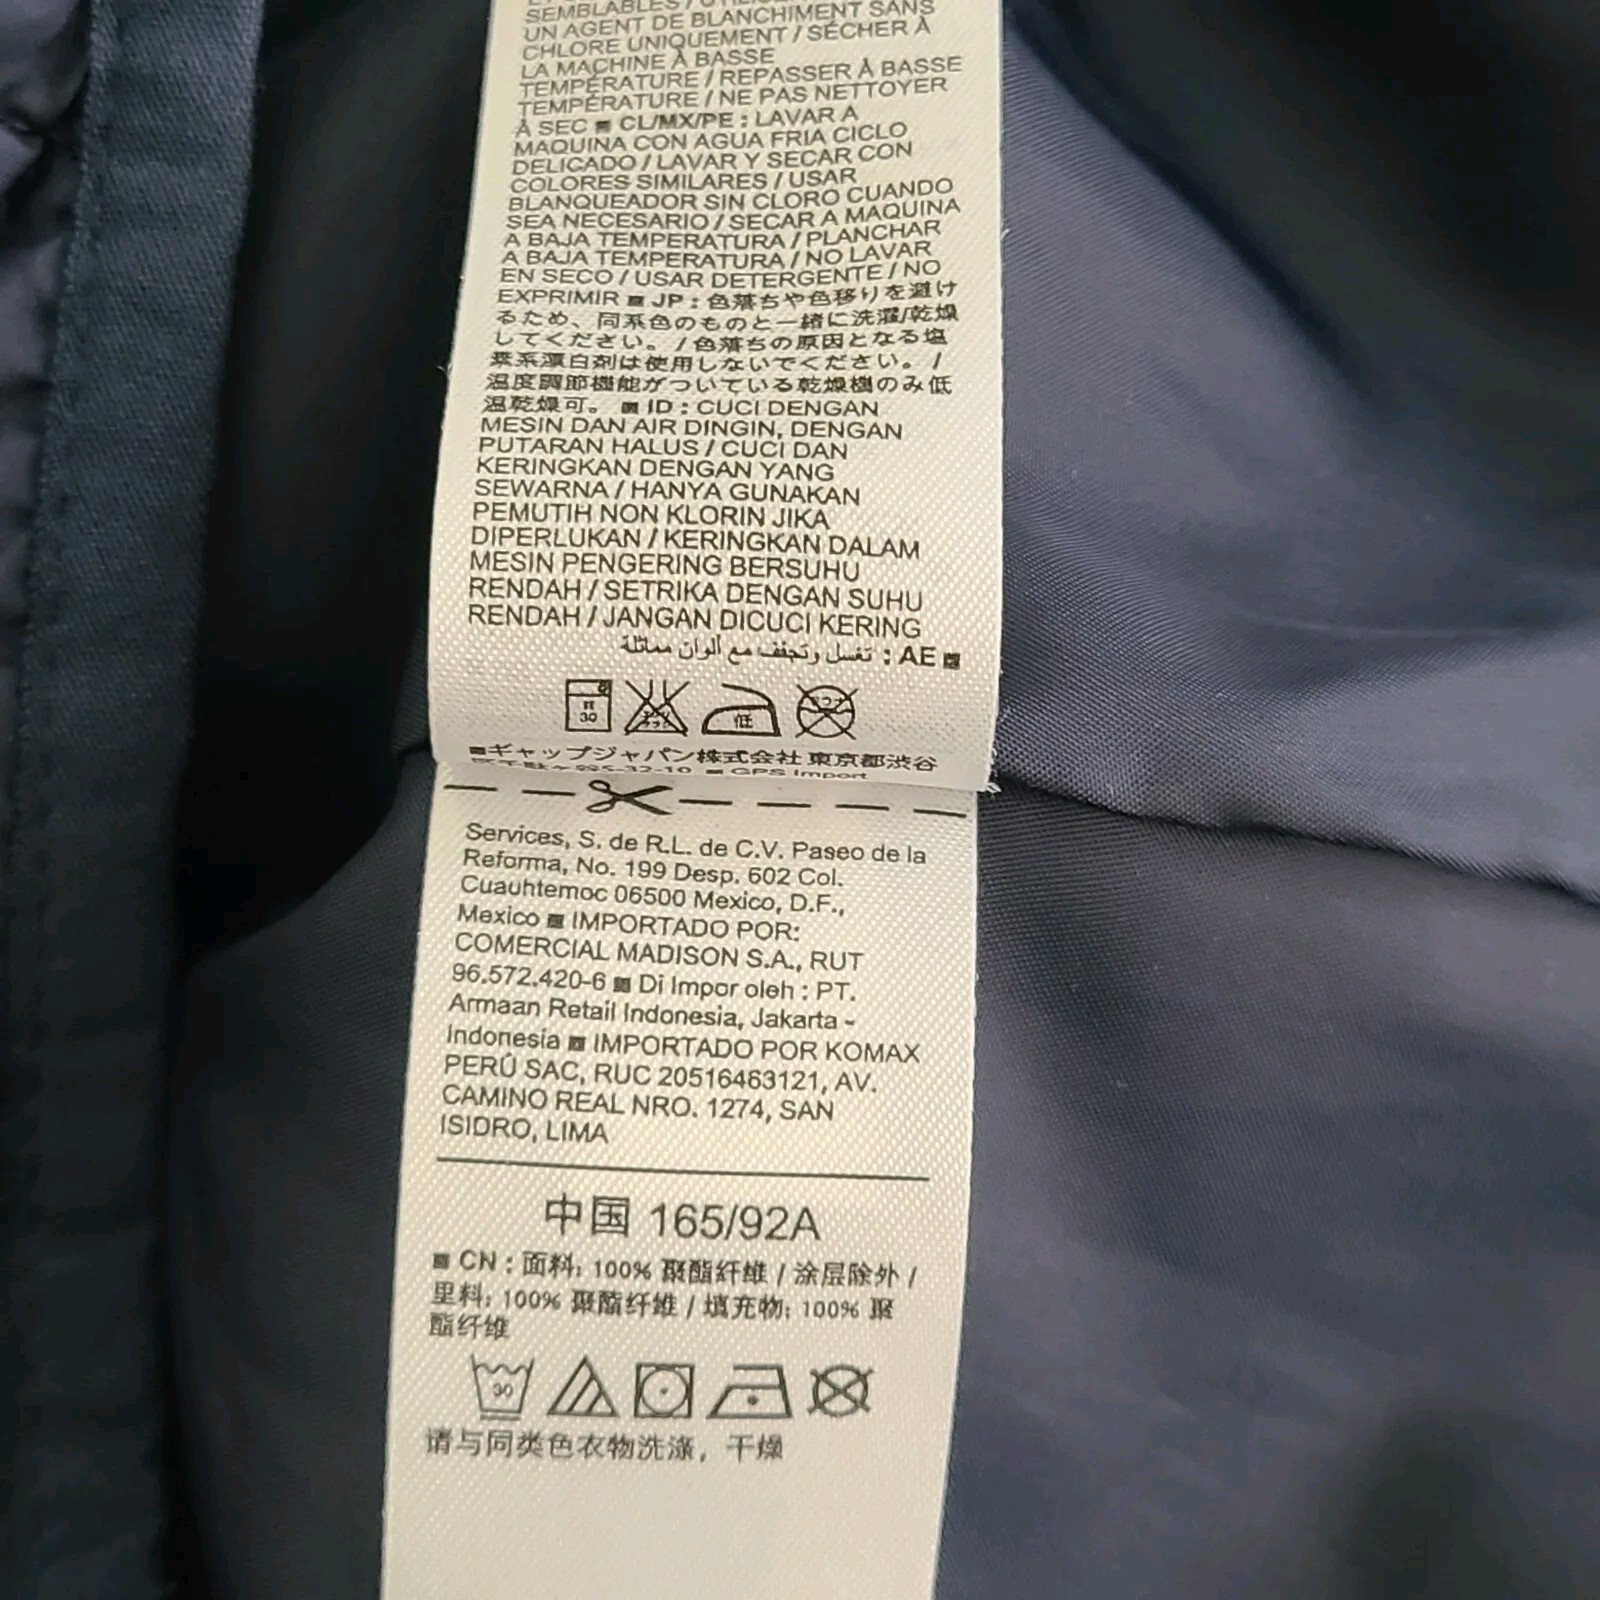 SEMBLABLES / UTILISER
UN AGENT DE BLANCHIMENT SANS
CHLORE UNIQUEMENT / SÉCHER À
LA MACHINE À BASSE
TEMPÉRATURE / REPASSER À BASSE
TEMPÉRATURE / NE PAS NETTOYER
À SEC ■ CL/MX/PE : LAVAR A
MAQUINA CON AGUA FRIA CICLO
DELICADO / LAVAR Y SECAR CON
COLORES SIMILARES / USAR
BLANQUEADOR SIN CLORO CUANDO
SEA NECESARIO / SECAR A MAQUINA
A BAJA TEMPERATURA / PLANCHAR
A BAJA TEMPERATURA / NO LAVAR
EN SECO / USAR DETERGENTE / NO
EXPRIMIR ■ JP : 色落ちや色移りを避け
るため、同系色のものと一緒に洗濯/乾燥
してください。 / 色落ちの原因となる塩
素系漂白剤は使用しないでください。 /
温度調節機能がついている乾燥機のみ低
温乾燥可。 ■ ID : CUCI DENGAN
MESIN DAN AIR DINGIN, DENGAN
PUTARAN HALUS / CUCI DAN
KERINGKAN DENGAN YANG
SEWARNA / HANYA GUNAKAN
PEMUTIH NON KLORIN JIKA
DIPERLUKAN / KERINGKAN DALAM
MESIN PENGERING BERSUHU
RENDAH / SETRIKA DENGAN SUHU
RENDAH / JANGAN DICUCI KERING
■ AE : تغسل وتجفف مع ألوان مماثلة
30 低
■ギャップジャパン株式会社 東京都渋谷
区千駄ヶ谷5-32-10 ■ GPS Import
Services, S. de R.L. de C.V. Paseo de la
Reforma, No. 199 Desp. 602 Col.
Cuauhtemoc 06500 Mexico, D.F.,
Mexico ■ IMPORTADO POR:
COMERCIAL MADISON S.A., RUT
96.572.420-6 ■ Di Impor oleh : PT.
Armaan Retail Indonesia, Jakarta -
Indonesia ■ IMPORTADO POR KOMAX
PERÚ SAC, RUC 20516463121, AV.
CAMINO REAL NRO. 1274, SAN
ISIDRO, LIMA
中国 165/92A
■ CN : 面料: 100% 聚酯纤维 / 涂层除外 /
里料: 100% 聚酯纤维 / 填充物: 100% 聚
酯纤维
30
请与同类色衣物洗涤，干燥